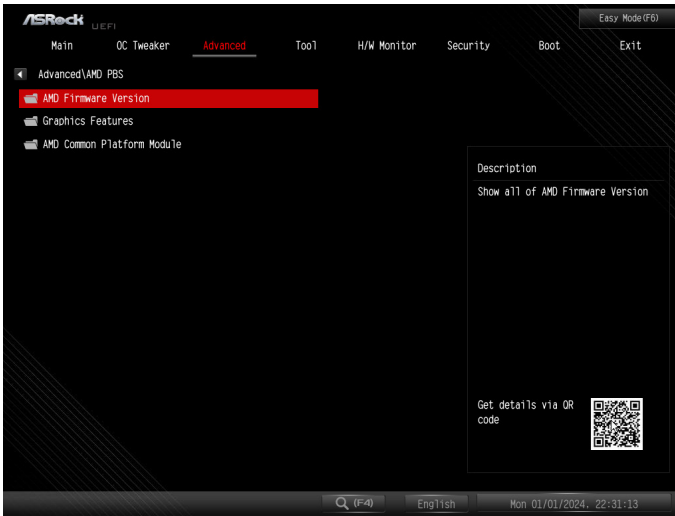 ASRock UEFI
Easy Mode(F6)
Main OC Tweaker Advanced Tool H/W Monitor Security Boot Exit
Advanced\AMD PBS
AMD Firmware Version
Graphics Features
AMD Common Platform Module
Description
Show all of AMD Firmware Version
Get details via QR
code
(F4) English Mon 01/01/2024. 22:31:13